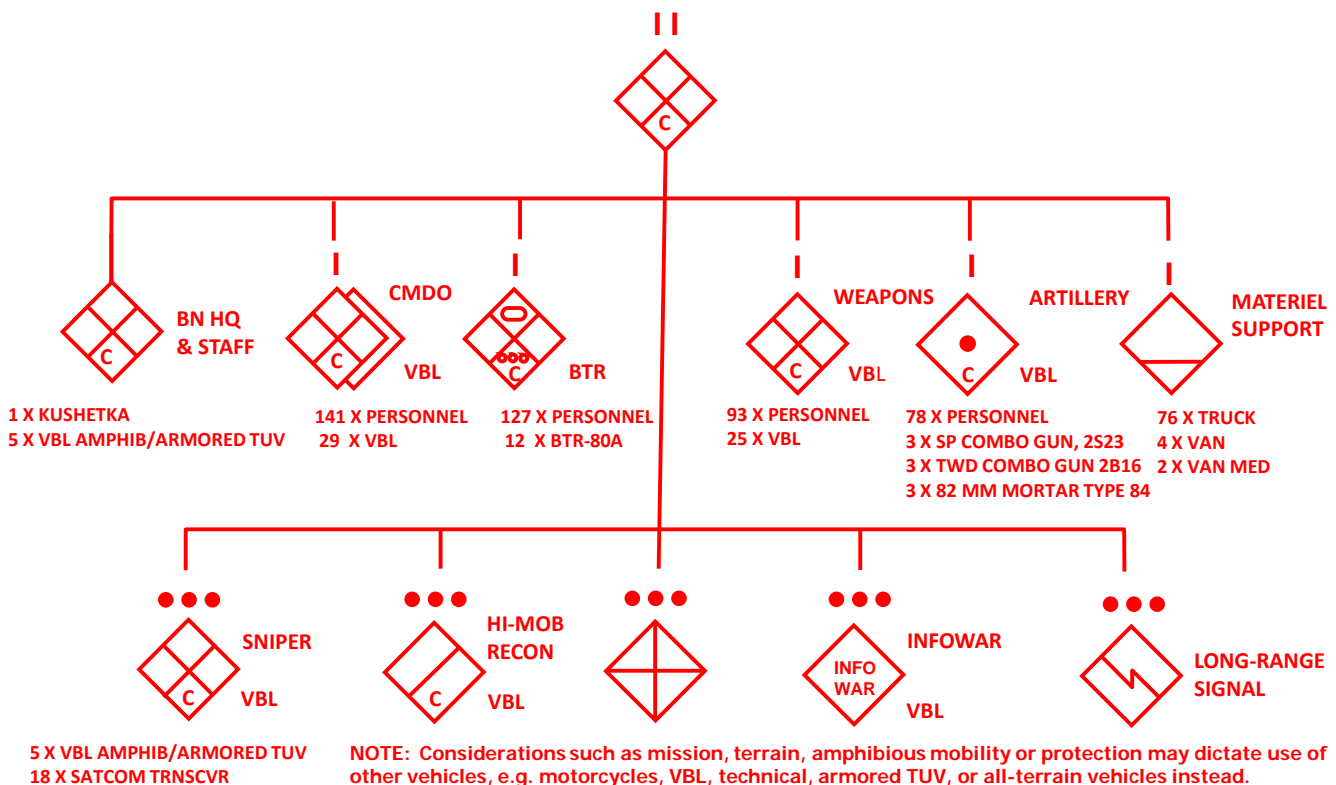 C
BN HQ
& STAFF
C
1 X KUSHETKA
5 X VBL AMPHIB/ARMORED TUV
CMDO
C
VBL
141 X PERSONNEL
29 X VBL
C
BTR
127 X PERSONNEL
12 X BTR-80A
WEAPONS
C
VBL
93 X PERSONNEL
25 X VBL
ARTILLERY
C
VBL
78 X PERSONNEL
3 X SP COMBO GUN, 2S23
3 X TWD COMBO GUN 2B16
3 X 82 MM MORTAR TYPE 84
MATERIEL
SUPPORT
76 X TRUCK
4 X VAN
2 X VAN MED
SNIPER
C
VBL
5 X VBL AMPHIB/ARMORED TUV
18 X SATCOM TRNSCVR
HI-MOB
RECON
C
VBL
INFOWAR
INFO
WAR
VBL
LONG-RANGE
SIGNAL
NOTE: Considerations such as mission, terrain, amphibious mobility or protection may dictate use of
other vehicles, e.g. motorcycles, VBL, technical, armored TUV, or all-terrain vehicles instead.